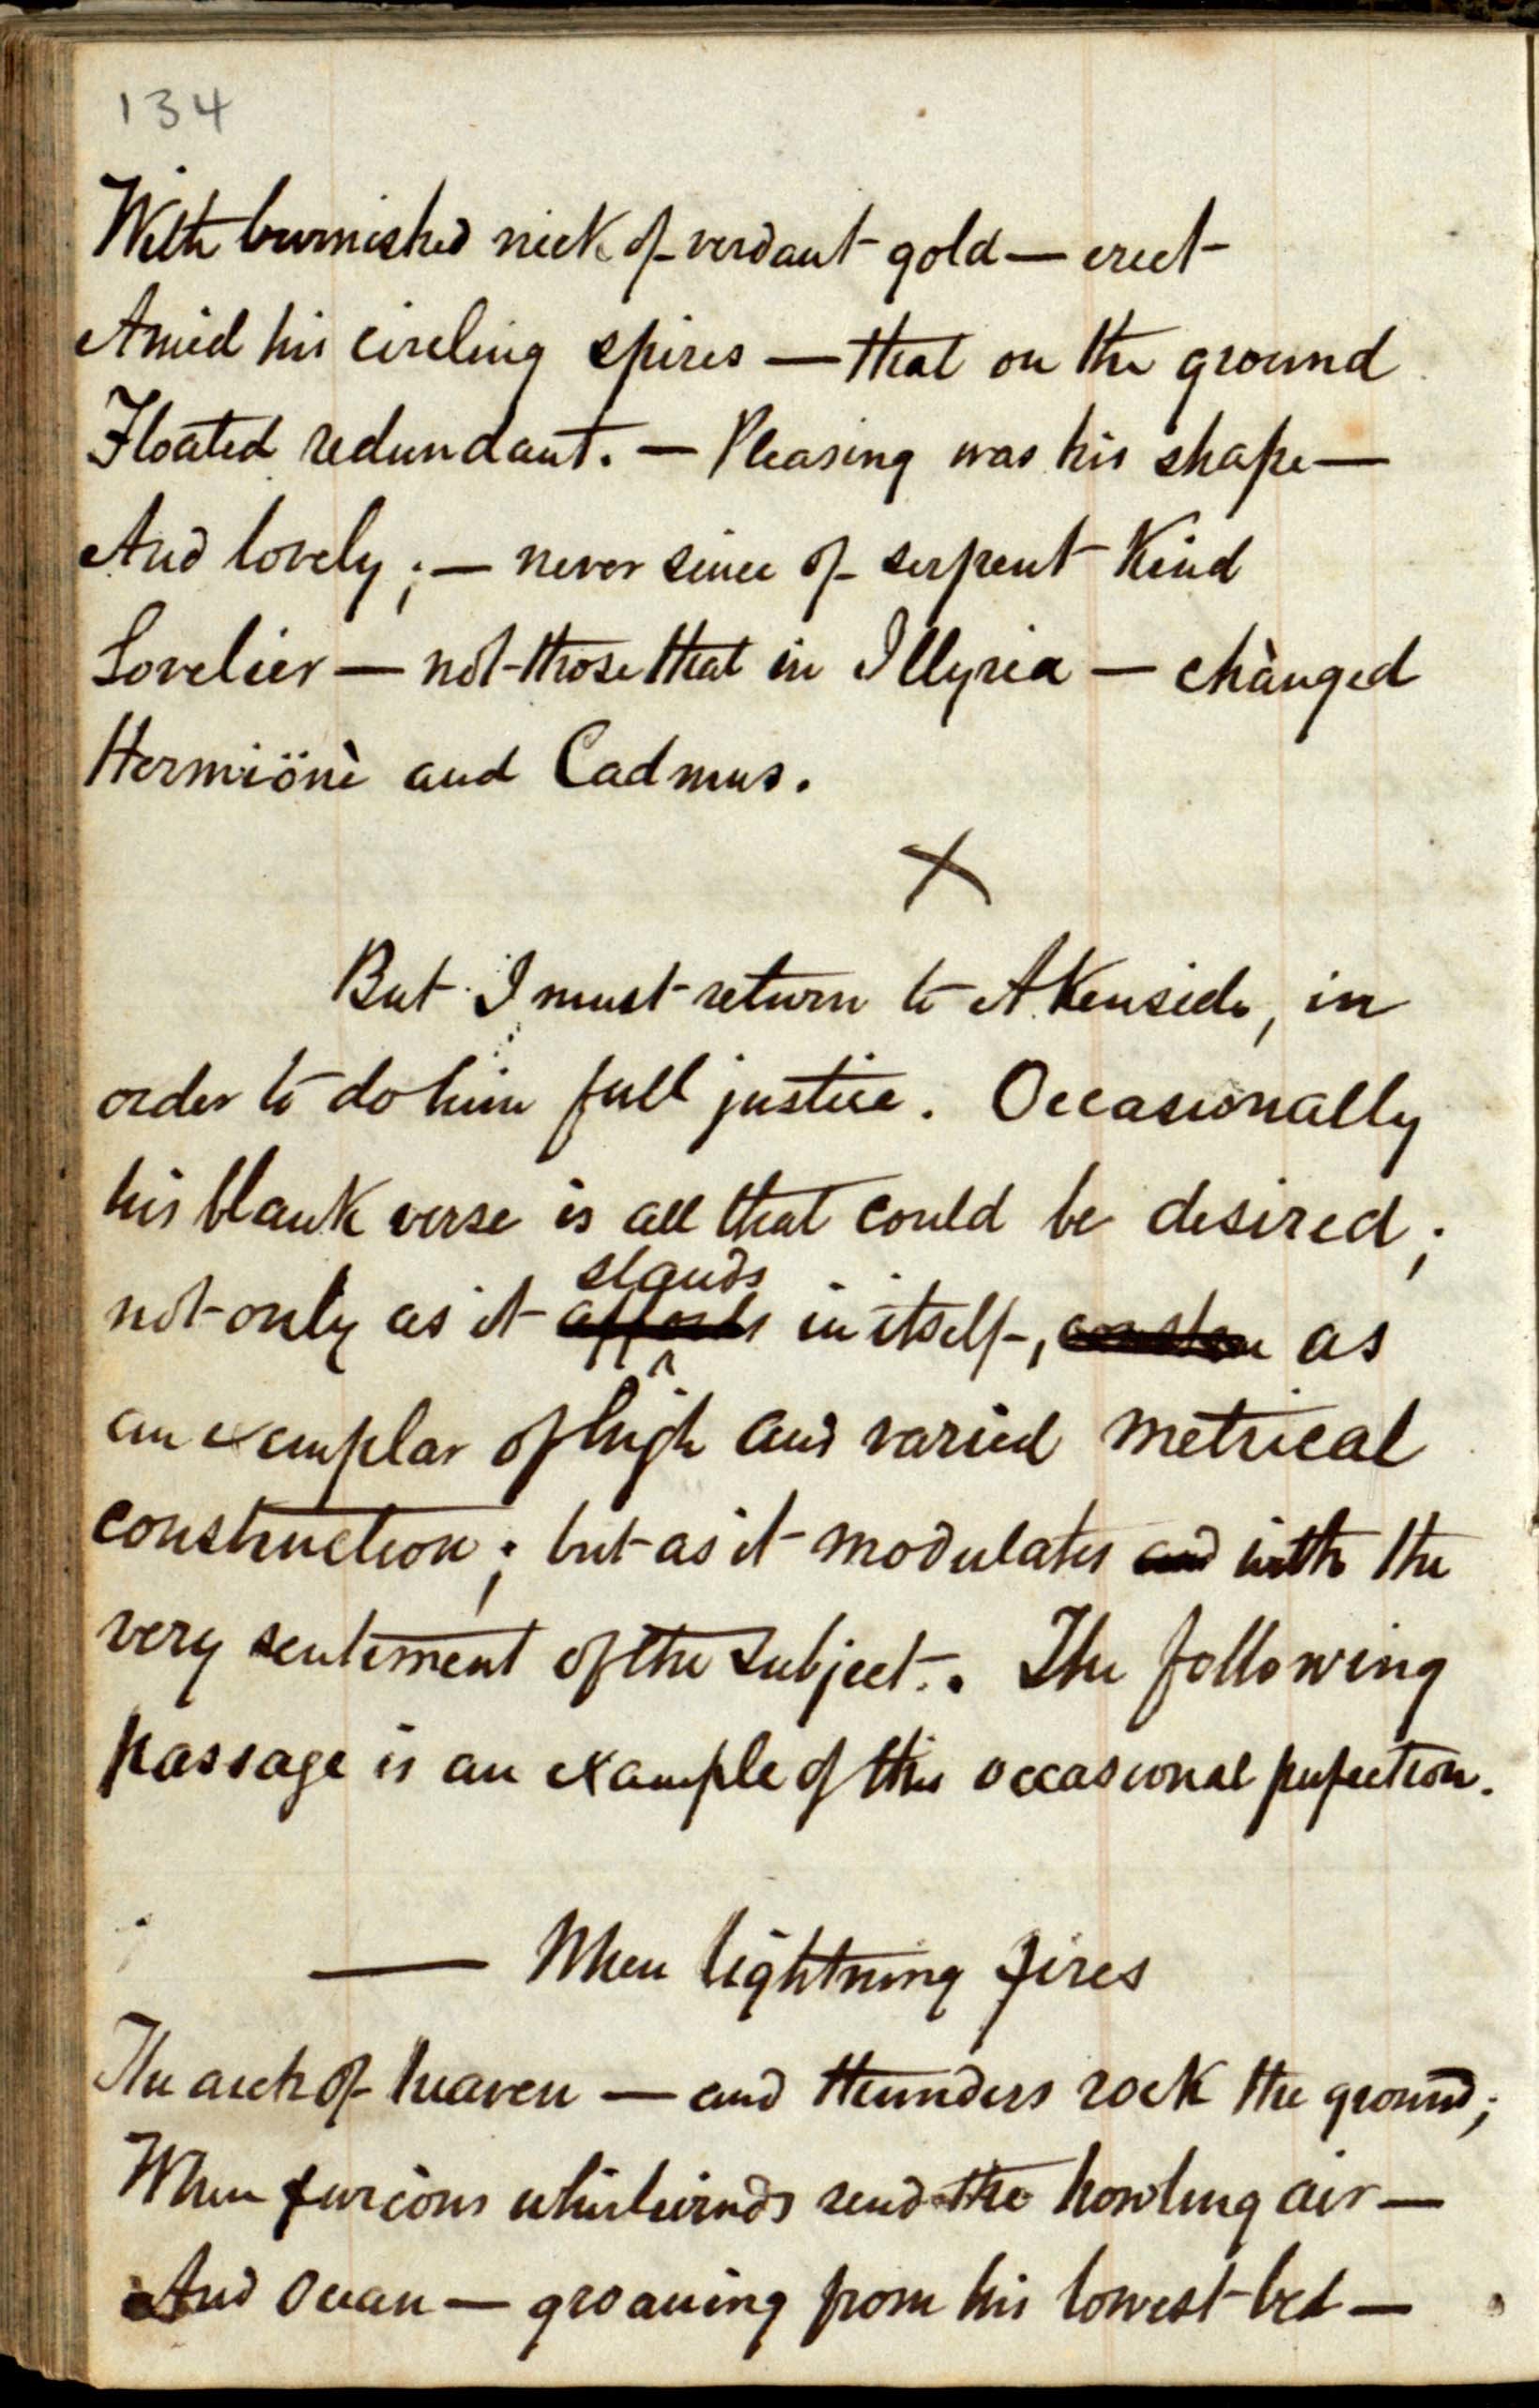 134
With burnished neck of verdant gold — erect
Amid his circling spires — that on the ground
Floated redundant. — Pleasing was his shape —
And lovely; — never since of serpent kind
Lovelier — not those that in Illyria — chànged
Hermiönè and Cadmus.
X
But I must return to Akenside, in
order to do him full justice. Occasionally
his blank verse is all that could be desired;
stands
not only as it affords in itself, as
an exemplar of high and varied metrical
construction; but as it modulates and with the
very sentiment of the subject. The following
passage is an example of this occasional perfection.
— When lightning fires
The arch of heaven — and thunders rock the ground;
When furious whirlwinds rend the howling air —
And Ocean — groaning from his lowest bed —